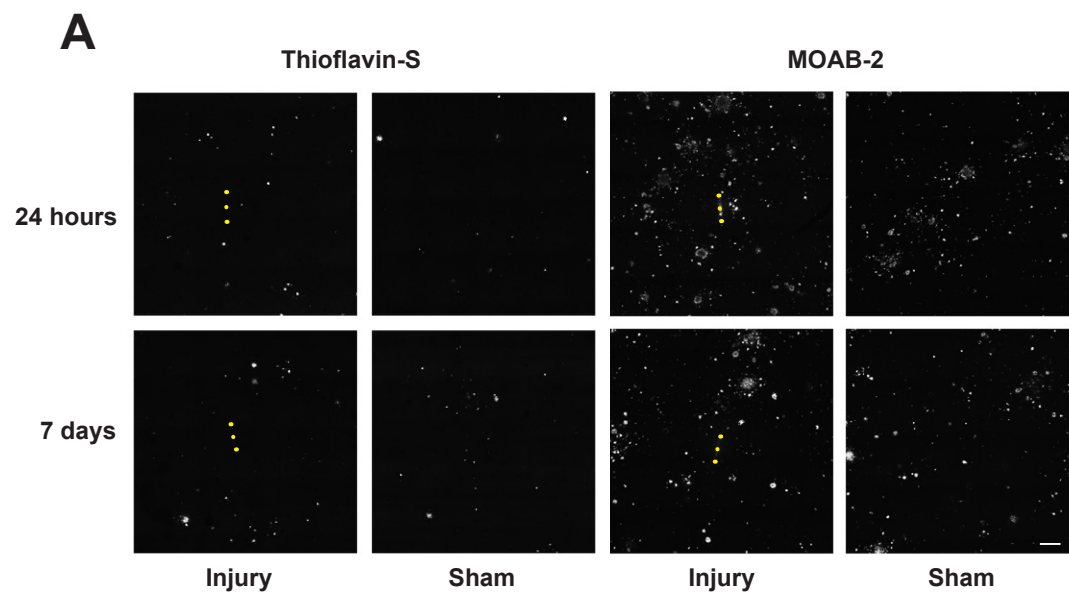 A
Thioflavin-S
MOAB-2
24 hours
7 days
Injury
Sham
Injury
Sham